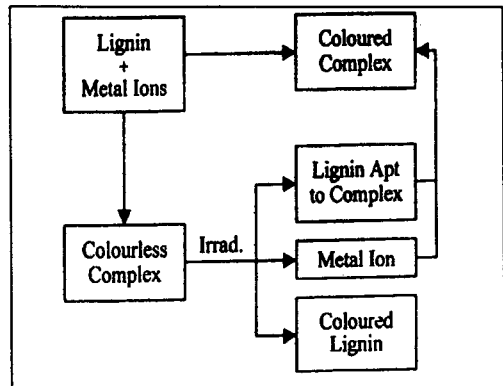 Lignin
+
Metal Ions
Coloured
Complex
Lignin Apt
to Complex
Colourless
Complex
Irrad.
Metal Ion
Coloured
Lignin